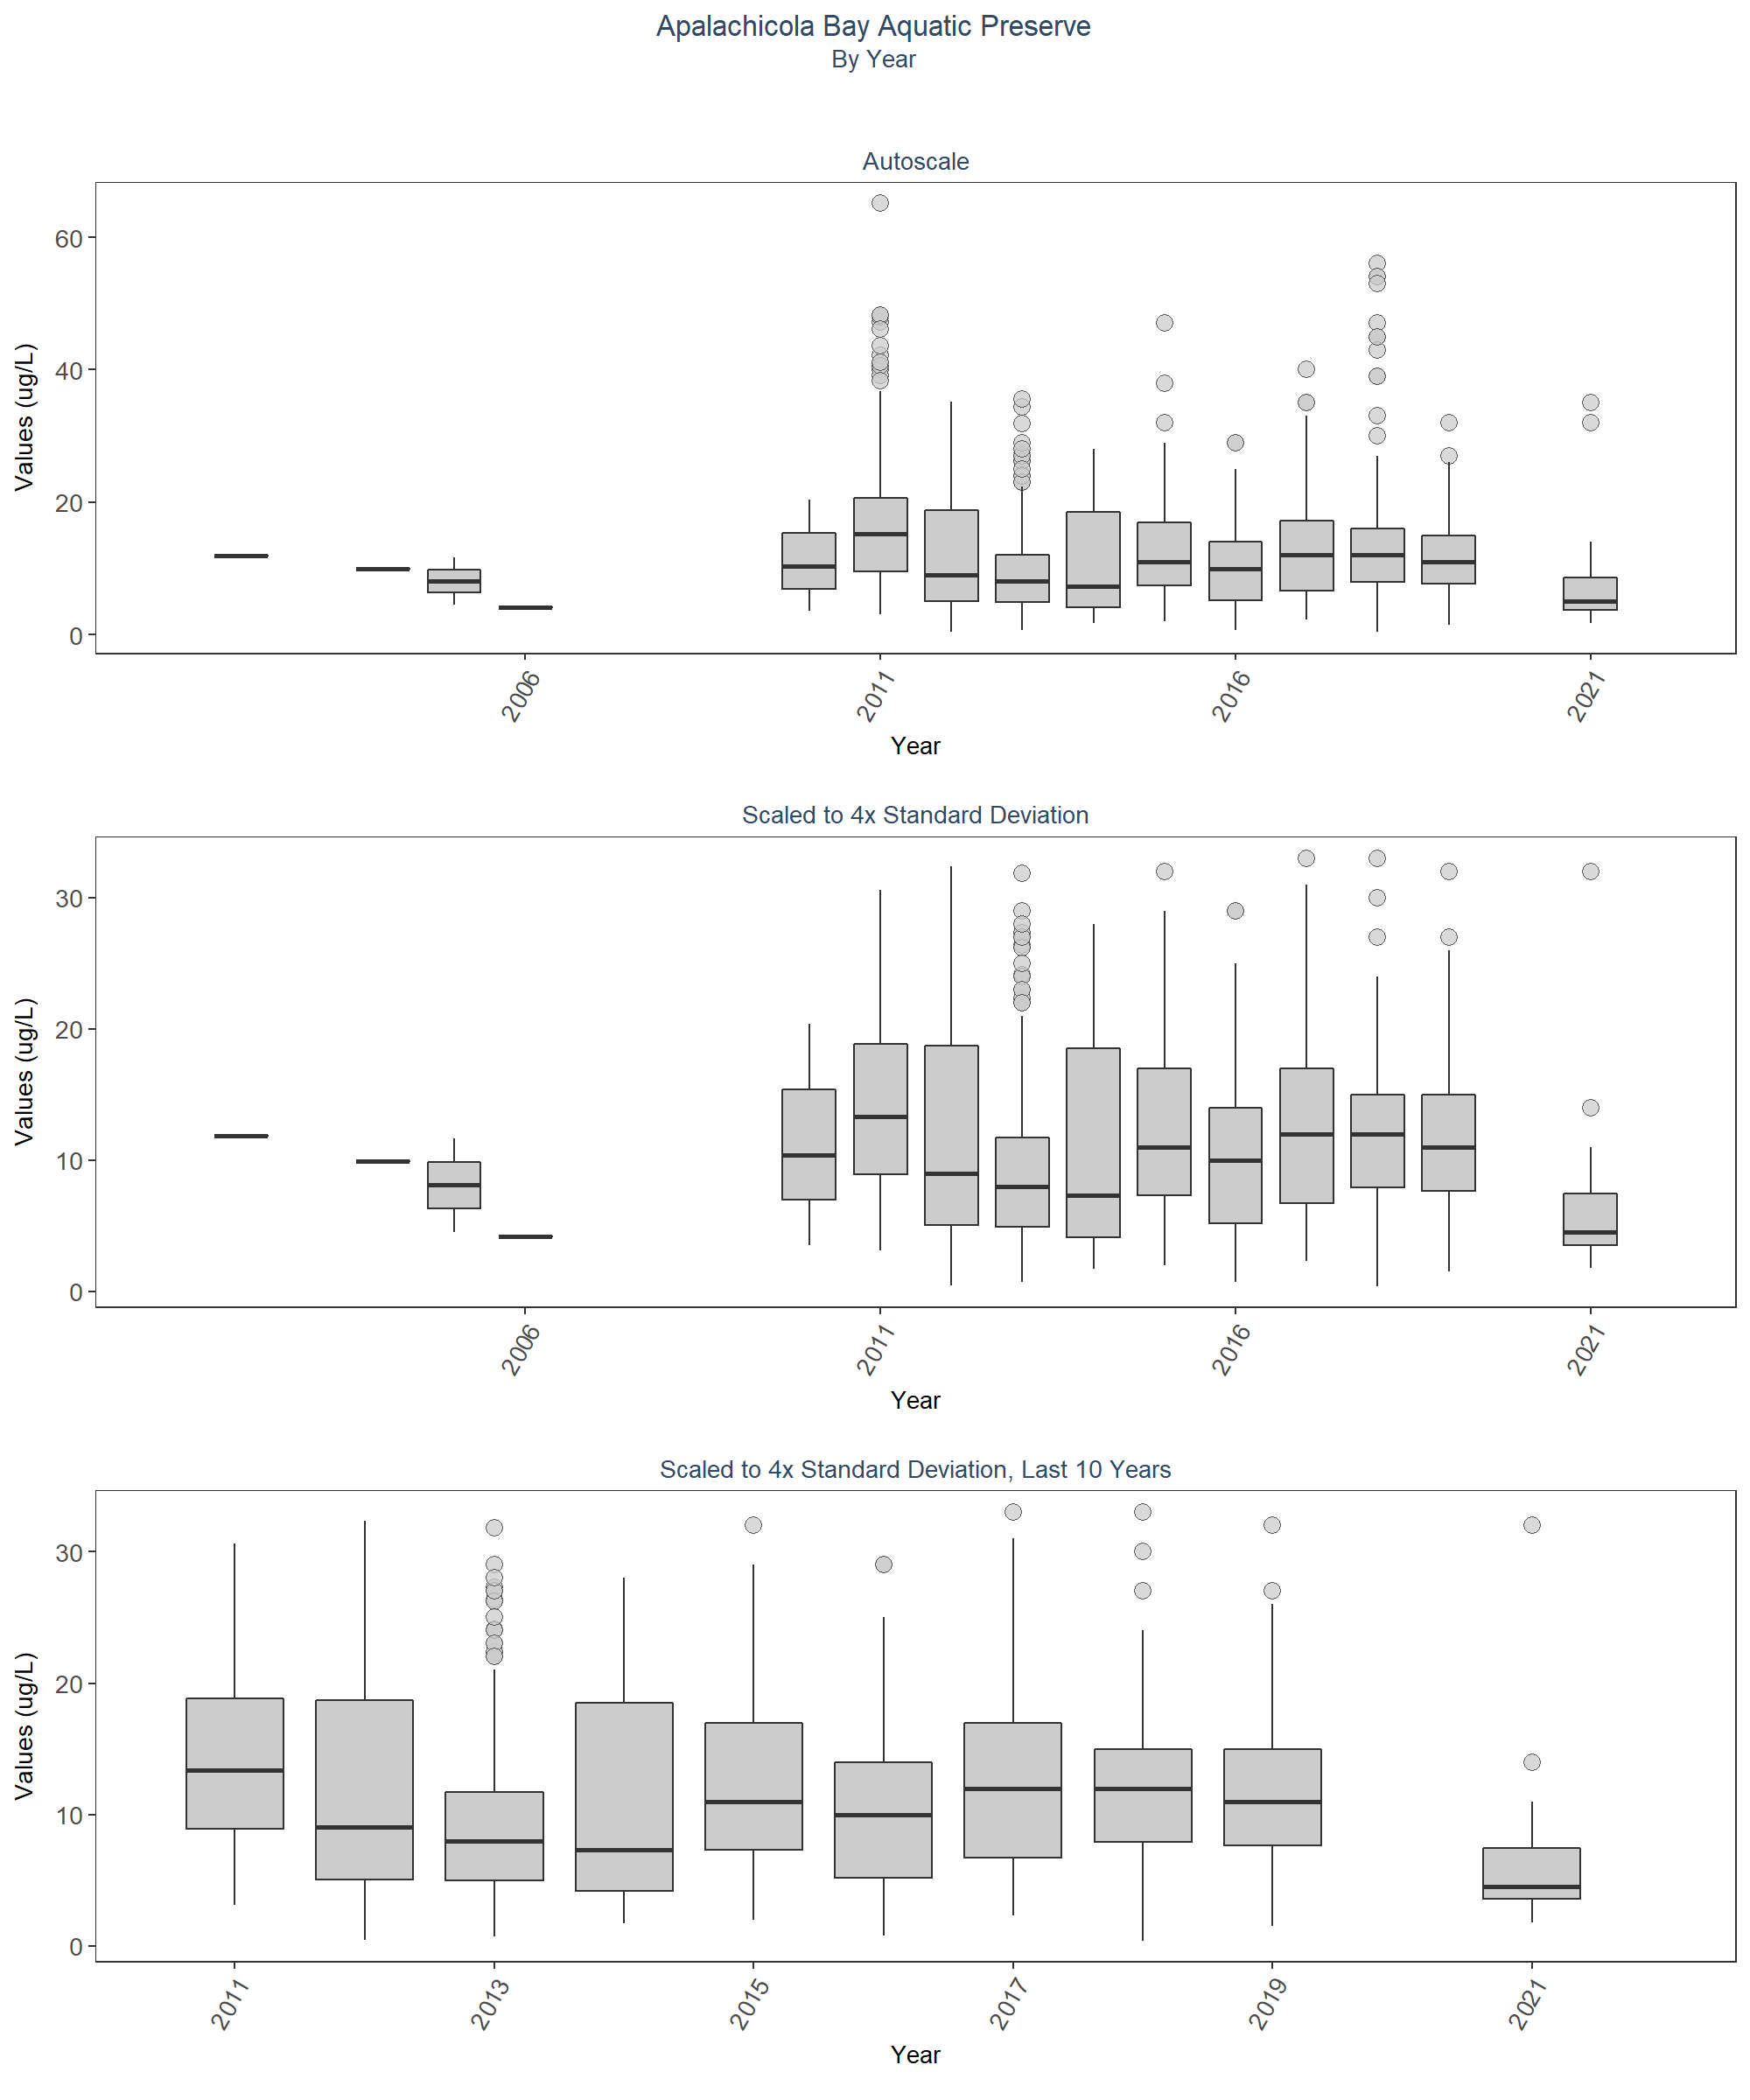 Apalachicola Bay Aquatic Preserve
By Year
Autoscale
Values (ug/L)
60
40
20
0
2006
2011
2016
2021
Year
Scaled to 4x Standard Deviation
Values (ug/L)
30
20
10
0
2006
2011
2016
2021
Year
Scaled to 4x Standard Deviation, Last 10 Years
Values (ug/L)
30
20
10
0
2011
2013
2015
2017
2019
2021
Year